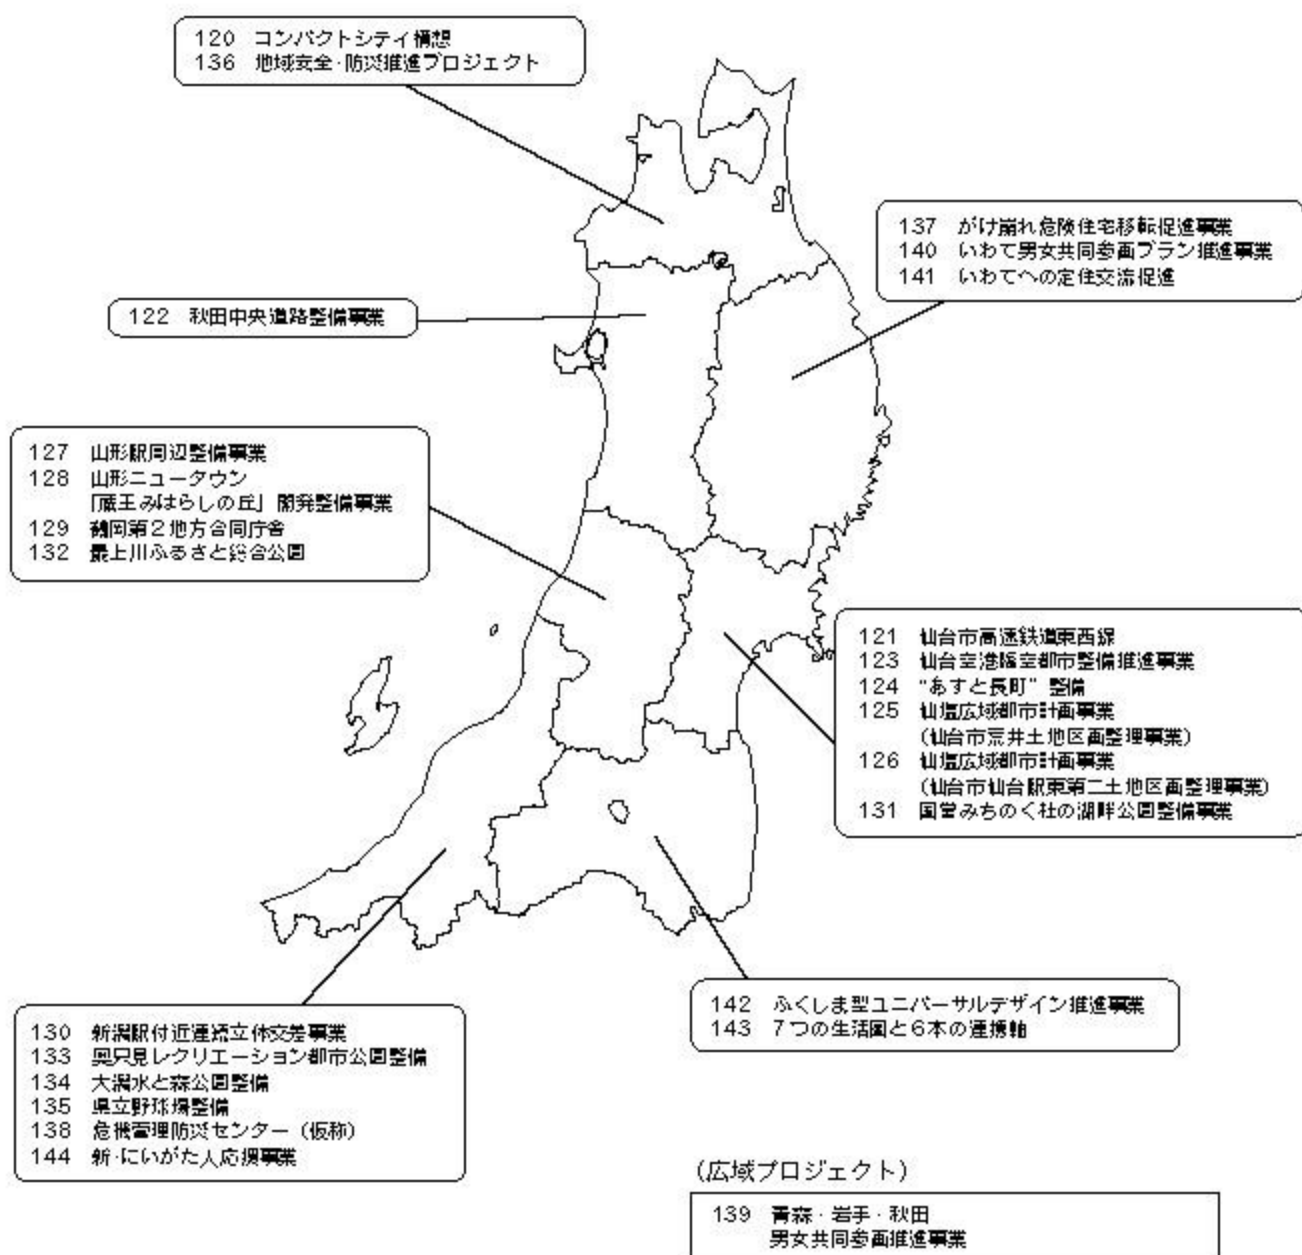 120 コンパクトシティ構想
136 地域安全・防災推進プロジェクト
137 がけ崩れ危険住宅移転促進事業
140 いわて男女共同参画プラン推進事業
141 いわてへの定住交流促進
122 秋田中央道路整備事業
127 山形駅周辺整備事業
128 山形ニュータウン
「蔵王みはらしの丘」開発整備事業
129 鶴岡第2地方合同庁舎
132 最上川ふるさと総合公園
121 仙台市高速鉄道東西線
123 仙台空港臨空都市整備推進事業
124 “あすと長町”整備
125 仙塩広域都市計画事業
(仙台市荒井土地区画整理事業)
126 仙塩広域都市計画事業
(仙台市仙台駅東第二土地区画整理事業)
131 国営みちのく杜の湖畔公園整備事業
142 ふくしま型ユニバーサルデザイン推進事業
143 7つの生活圏と6本の連携軸
130 新潟駅付近連続立体交差事業
133 奥只見レクリエーション都市公園整備
134 大潟水と森公園整備
135 県立野球場整備
138 危機管理防災センター（仮称）
144 新・にいがた人応援事業
（広域プロジェクト）
139 青森・岩手・秋田
男女共同参画推進事業